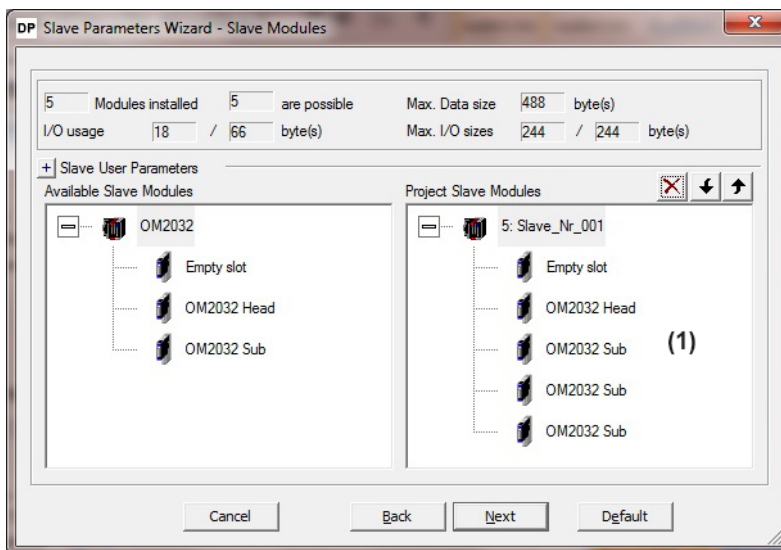 DP Slave Parameters Wizard - Slave Modules
5 Modules installed 5 are possible Max. Data size 488 byte(s)
I/O usage 18 / 66 byte(s) Max. I/O sizes 244 / 244 byte(s)
+ Slave User Parameters
Available Slave Modules
OM2032
Empty slot
OM2032 Head
OM2032 Sub
Project Slave Modules
5: Slave_Nr_001
Empty slot
OM2032 Head
OM2032 Sub (1)
OM2032 Sub
OM2032 Sub
Cancel Back Next Default